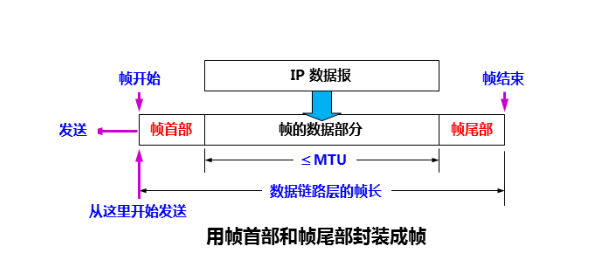 IP 数据报
帧开始
帧结束
发送
帧首部
帧的数据部分
帧尾部
≤MTU
数据链路层的帧长
从这里开始发送
用帧首部和帧尾部封装成帧